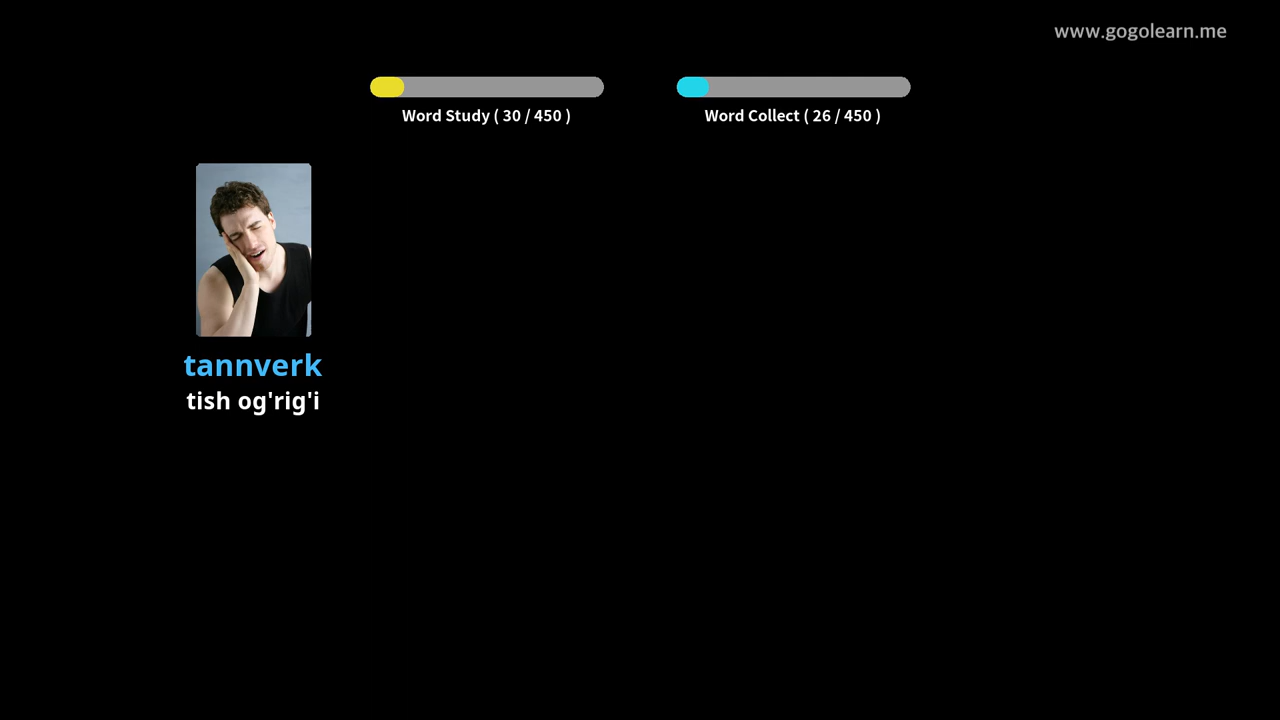 www.gogolearn.me
Word Study ( 30 / 450 )
Word Collect ( 26 / 450 )
tannverk
tish og'rig'i